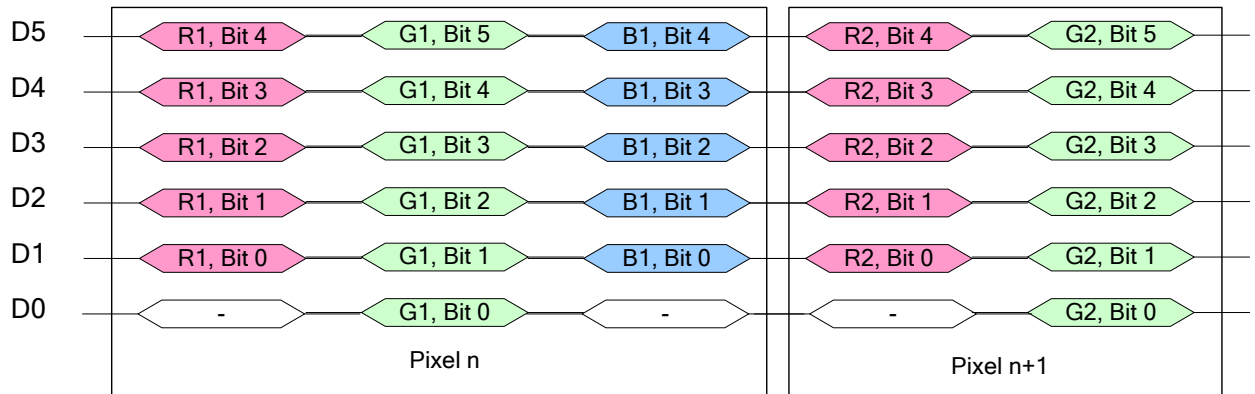 D5 R1, Bit 4 G1, Bit 5 B1, Bit 4 R2, Bit 4 G2, Bit 5
D4 R1, Bit 3 G1, Bit 4 B1, Bit 3 R2, Bit 3 G2, Bit 4
D3 R1, Bit 2 G1, Bit 3 B1, Bit 2 R2, Bit 2 G2, Bit 3
D2 R1, Bit 1 G1, Bit 2 B1, Bit 1 R2, Bit 1 G2, Bit 2
D1 R1, Bit 0 G1, Bit 1 B1, Bit 0 R2, Bit 0 G2, Bit 1
D0 - G1, Bit 0 - - G2, Bit 0
Pixel n Pixel n+1